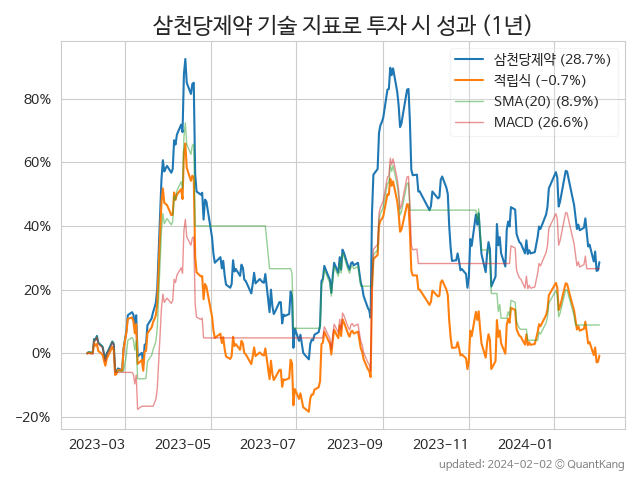 삼천당제약 기술 지표로 투자 시 성과 (1년)
삼천당제약 (28.7%)
적립식 (−0.7%)
SMA(20) (8.9%)
MACD (26.6%)
80%
60%
40%
20%
0%
−20%
2023-03
2023-05
2023-07
2023-09
2023-11
2024-01
updated: 2024-02-02 © QuantKang